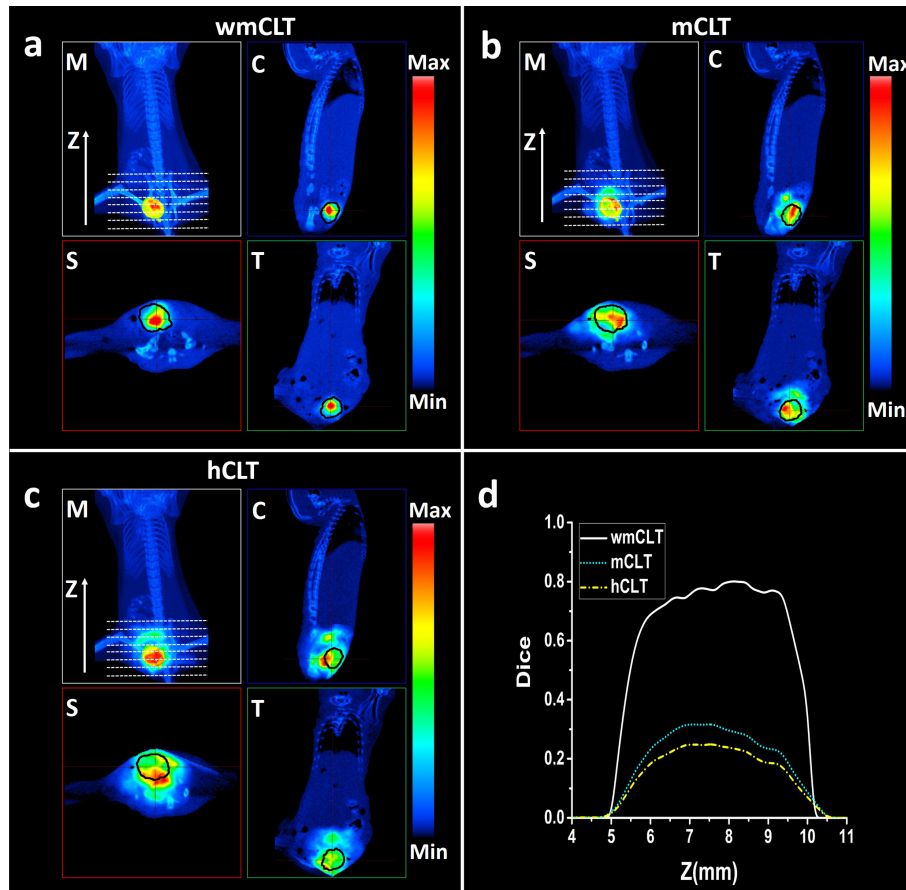 a
wmCLT
M
C
Max
Z
S
T
Min
b
mCLT
M
C
Max
Z
S
T
Min
c
hCLT
M
C
Max
Z
S
T
Min
d
1.0
0.8
0.6
0.4
0.2
0.0
Dice
wmCLT
mCLT
hCLT
4 5 6 7 8 9 10 11
Z(mm)